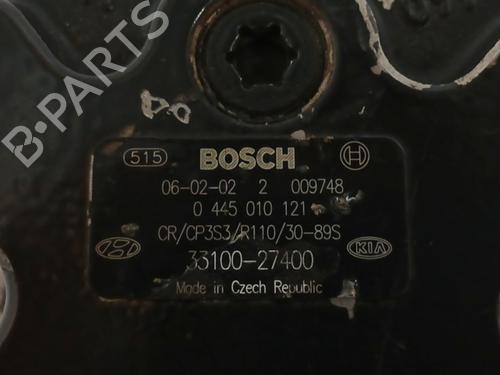 515 BOSCH
06-02-02 2 009748
0 445 010 121
CR/CP3S3/R110/30-89S
KIA
33100-27400
Made in Czech Republic
B-PARTS